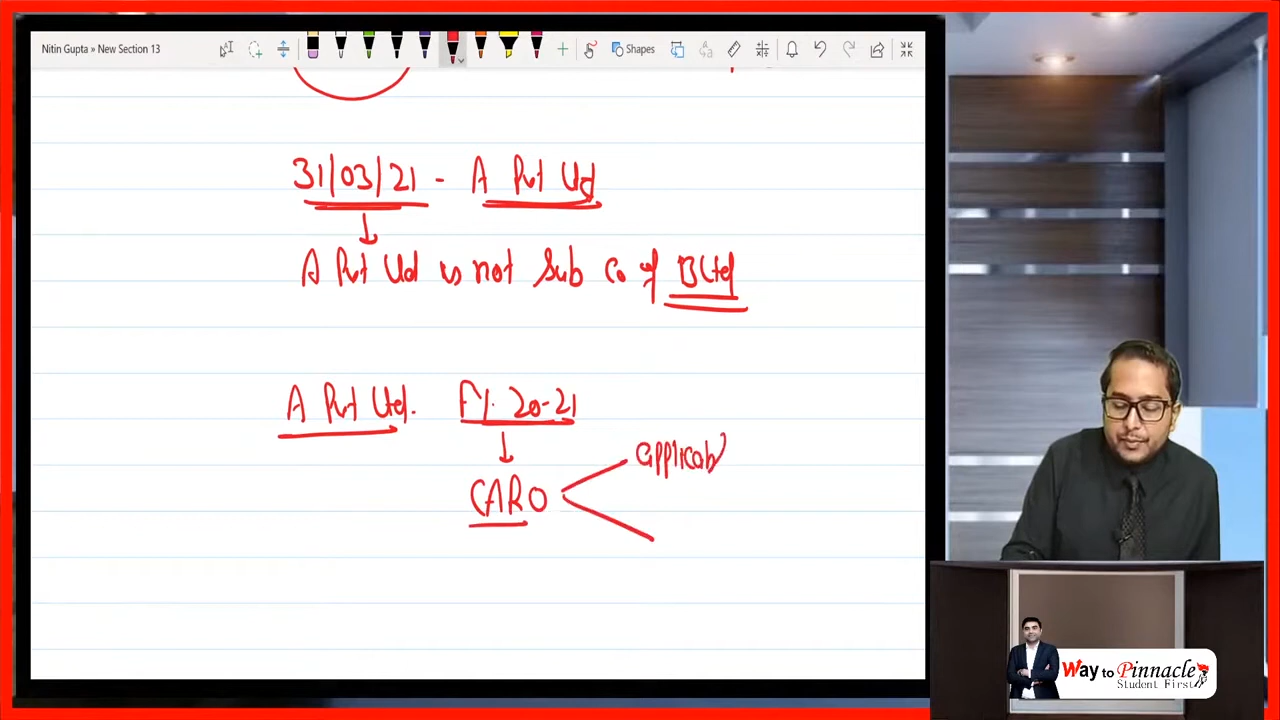 Nitin Gupta » New Section 13
Shapes
31/03/21 - A Pvt Ltd
A Pvt Ltd is not Sub Co of B Ltd
A Pvt Ltd. FY. 20-21
applicab
CARO
Way to Pinnacle
Student First